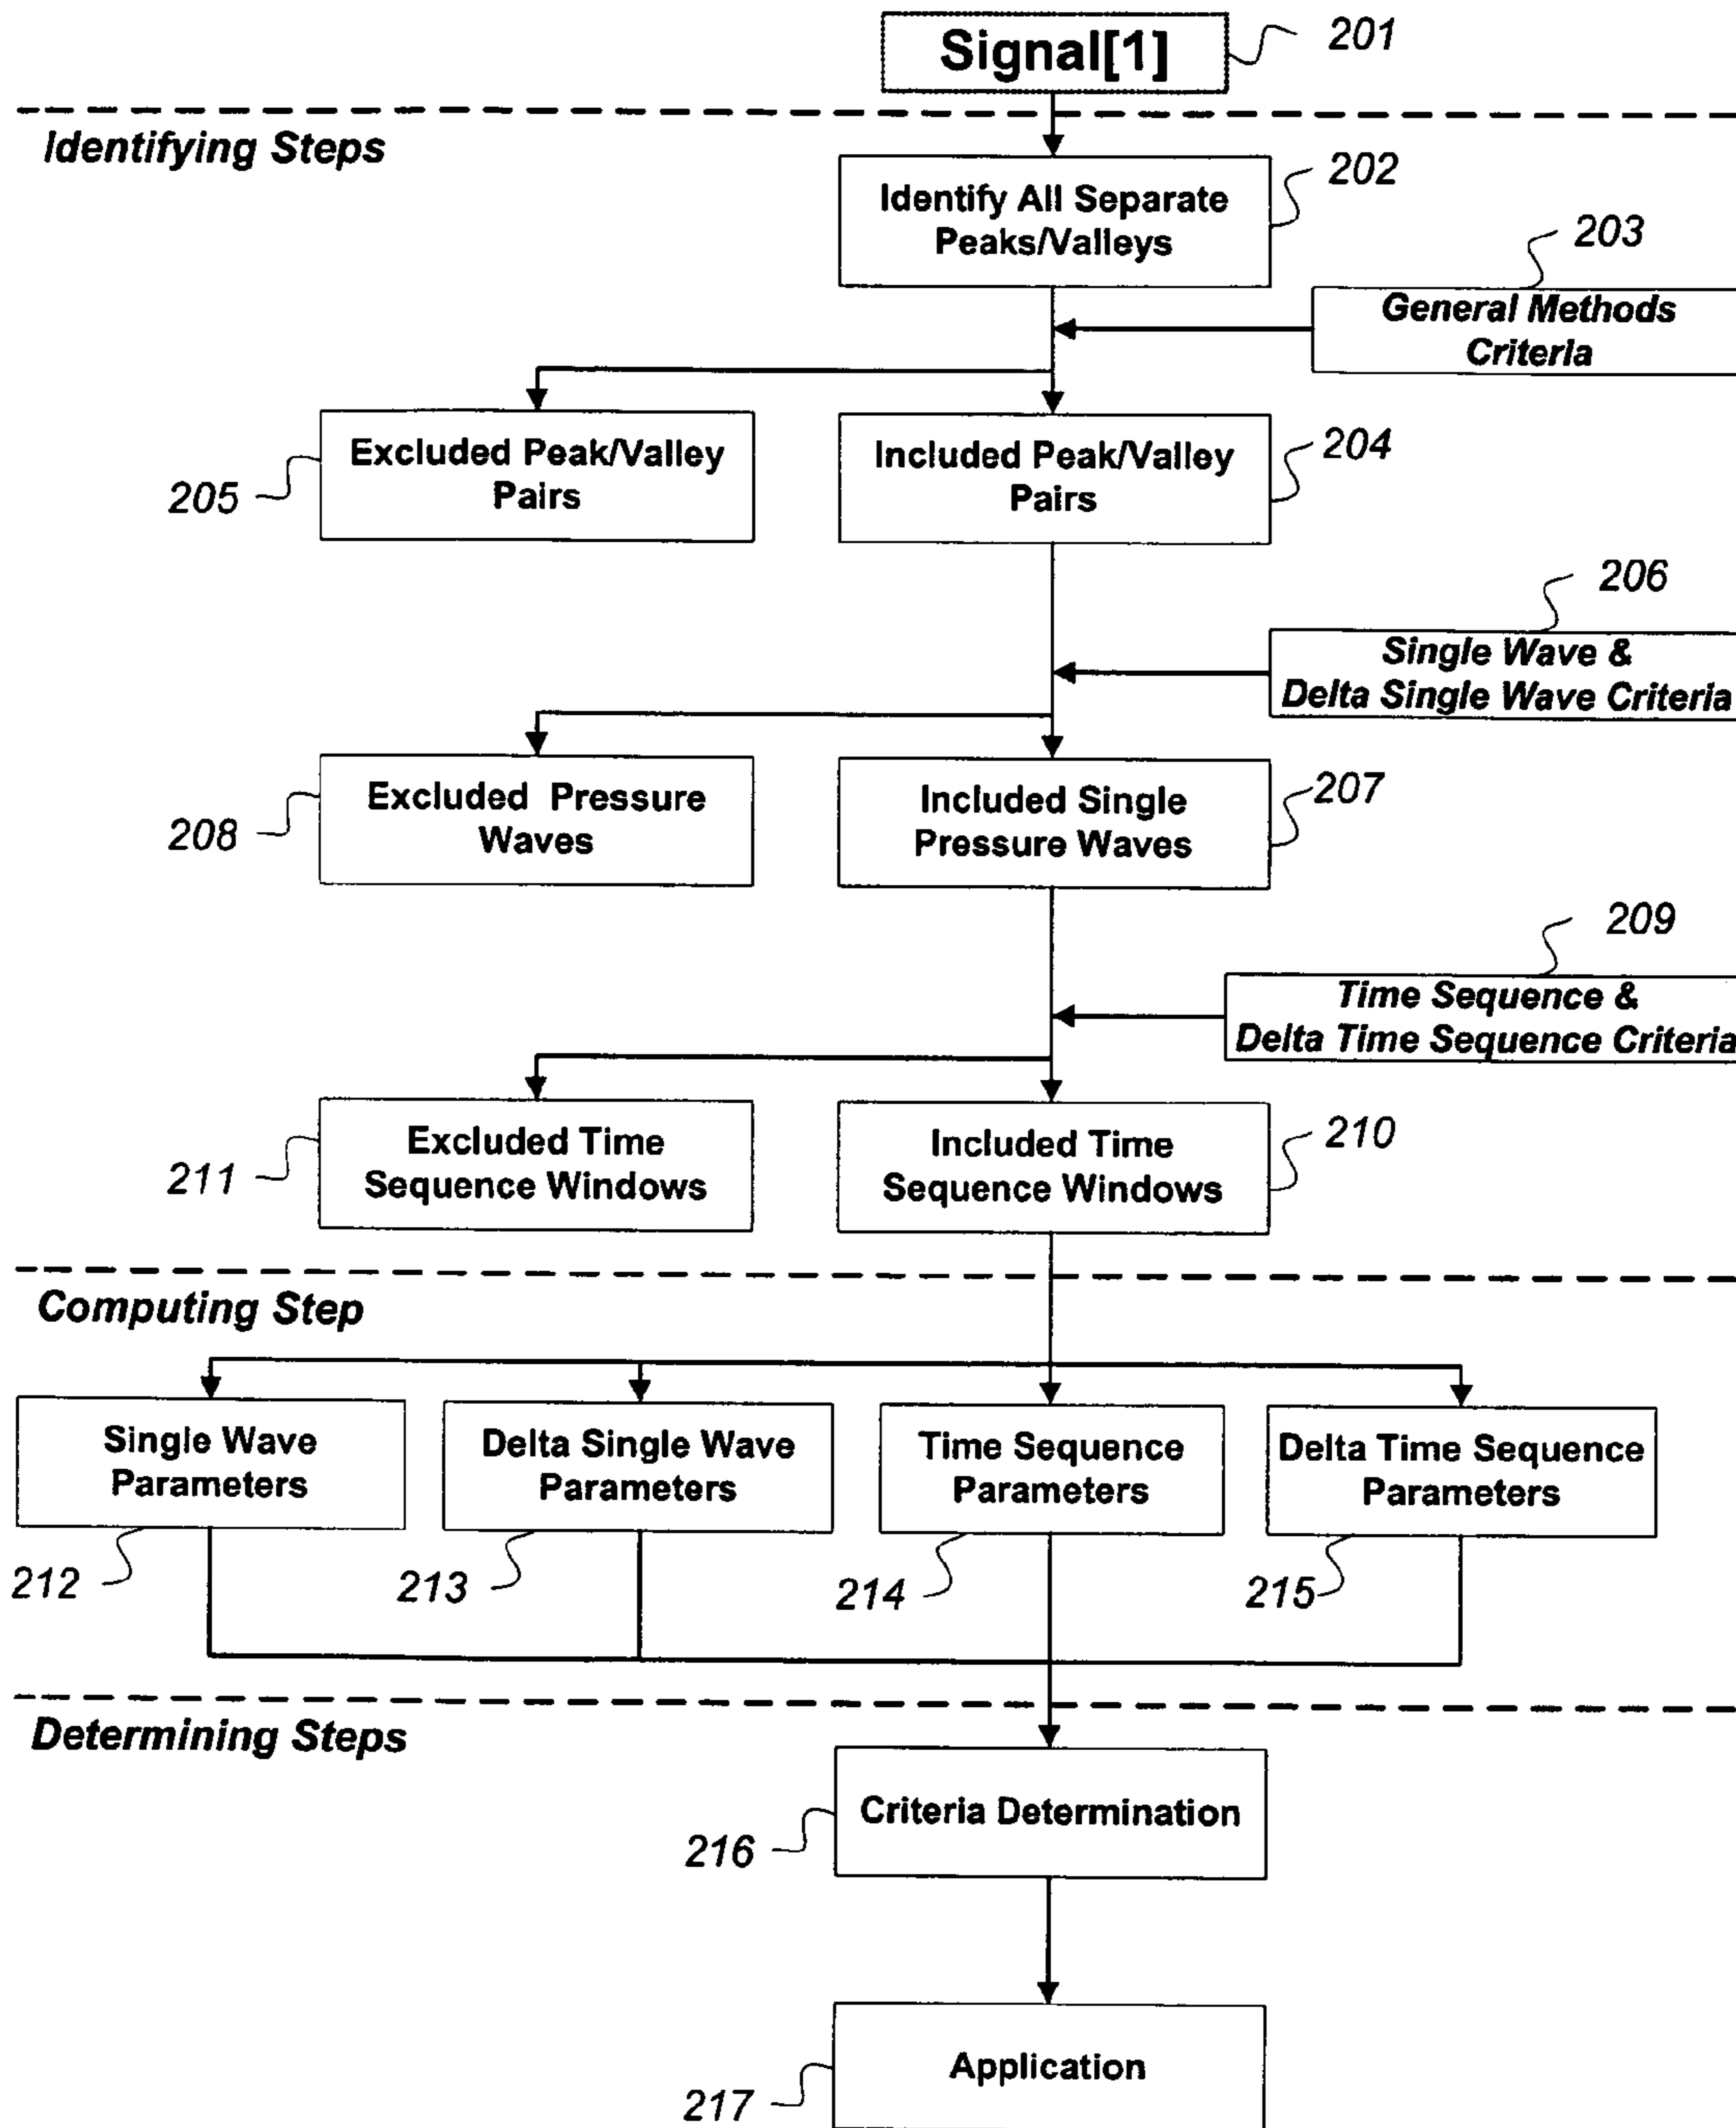 Signal[1]
201
Identifying Steps
Identify All Separate
Peaks/Valleys
202
203
General Methods
Criteria
Excluded Peak/Valley
Pairs
205
Included Peak/Valley
Pairs
204
206
Single Wave &
Delta Single Wave Criteria
Excluded Pressure
Waves
208
Included Single
Pressure Waves
207
209
Time Sequence &
Delta Time Sequence Criteria
Excluded Time
Sequence Windows
211
Included Time
Sequence Windows
210
Computing Step
Single Wave
Parameters
Delta Single Wave
Parameters
Time Sequence
Parameters
Delta Time Sequence
Parameters
212
213
214
215
Determining Steps
Criteria Determination
216
Application
217